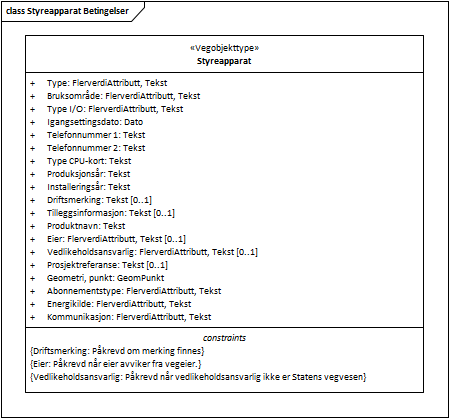 class Styreapparat Betingelser
«Vegobjekttype»
Styreapparat
+ Type: FlerverdiAttributt, Tekst
+ Bruksområde: FlerverdiAttributt, Tekst
+ Type I/O: FlerverdiAttributt, Tekst
+ Igangsettingsdato: Dato
+ Telefonnummer 1: Tekst
+ Telefonnummer 2: Tekst
+ Type CPU-kort: Tekst
+ Produksjonsår: Tekst
+ Installeringsår: Tekst
+ Driftsmerking: Tekst [0..1]
+ Tilleggsinformasjon: Tekst [0..1]
+ Produktnavn: Tekst
+ Eier: FlerverdiAttributt, Tekst [0..1]
+ Vedlikeholdsansvarlig: FlerverdiAttributt, Tekst [0..1]
+ Prosjektreferanse: Tekst [0..1]
+ Geometri, punkt: GeomPunkt
+ Abonnementstype: FlerverdiAttributt, Tekst
+ Energikilde: FlerverdiAttributt, Tekst
+ Kommunikasjon: FlerverdiAttributt, Tekst
constraints
{Driftsmerking: Påkrevd om merking finnes}
{Eier: Påkrevd når eier avviker fra vegeier.}
{Vedlikeholdsansvarlig: Påkrevd når vedlikeholdsansvarlig ikke er Statens vegvesen}